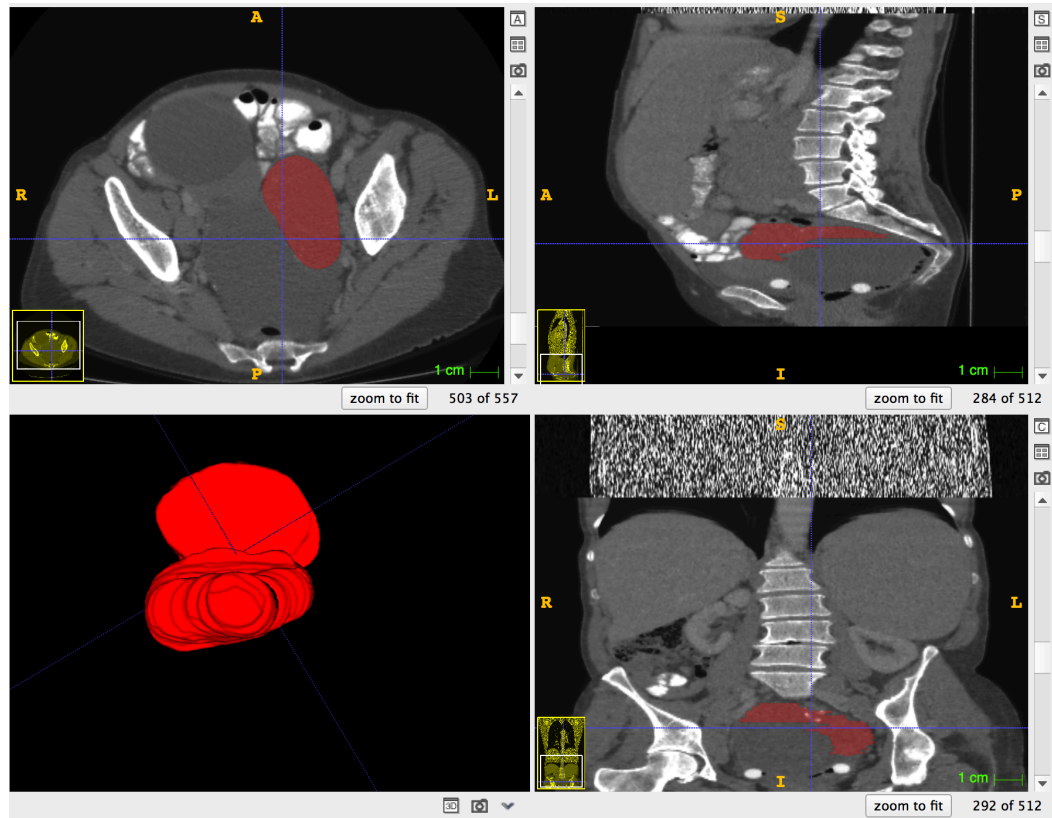 A
R
L
P
1 cm
zoom to fit
503 of 557
A
S
A
P
I
1 cm
zoom to fit
284 of 512
S
3D
S
R
L
I
1 cm
zoom to fit
292 of 512
C